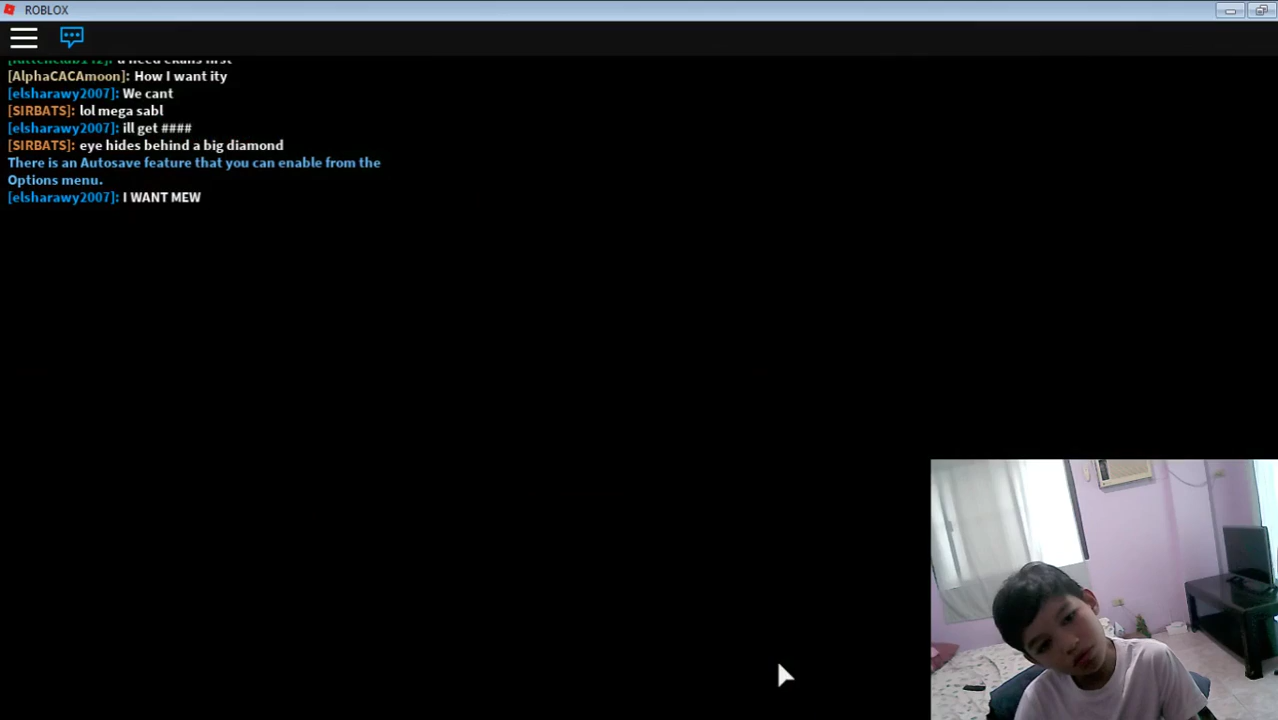 ROBLOX
[AlphaCACAmoon]: How I want ity
[elsharawy2007]: We cant
[SIRBATS]: lol mega sabl
[elsharawy2007]: ill get ####
[SIRBATS]: eye hides behind a big diamond
There is an Autosave feature that you can enable from the
Options menu.
[elsharawy2007]: I WANT MEW